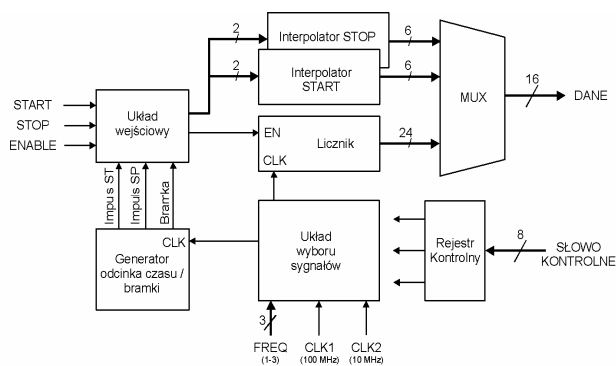 2
Interpolator STOP
6
2
Interpolator
START
6
MUX
16
DANE
START
STOP
ENABLE
Układ
wejściowy
EN
Licznik
CLK
24
Impu s ST
Impuls SP
Bramka
CLK
Generator
odcinka czasu /
bramki
Układ
wyboru
sygnałów
Rejestr
Kontrolny
8
SŁOWO
KONTROLNE
3
FREQ
(1-3)
CLK1
(100 MHz)
CLK2
(10 MHz)